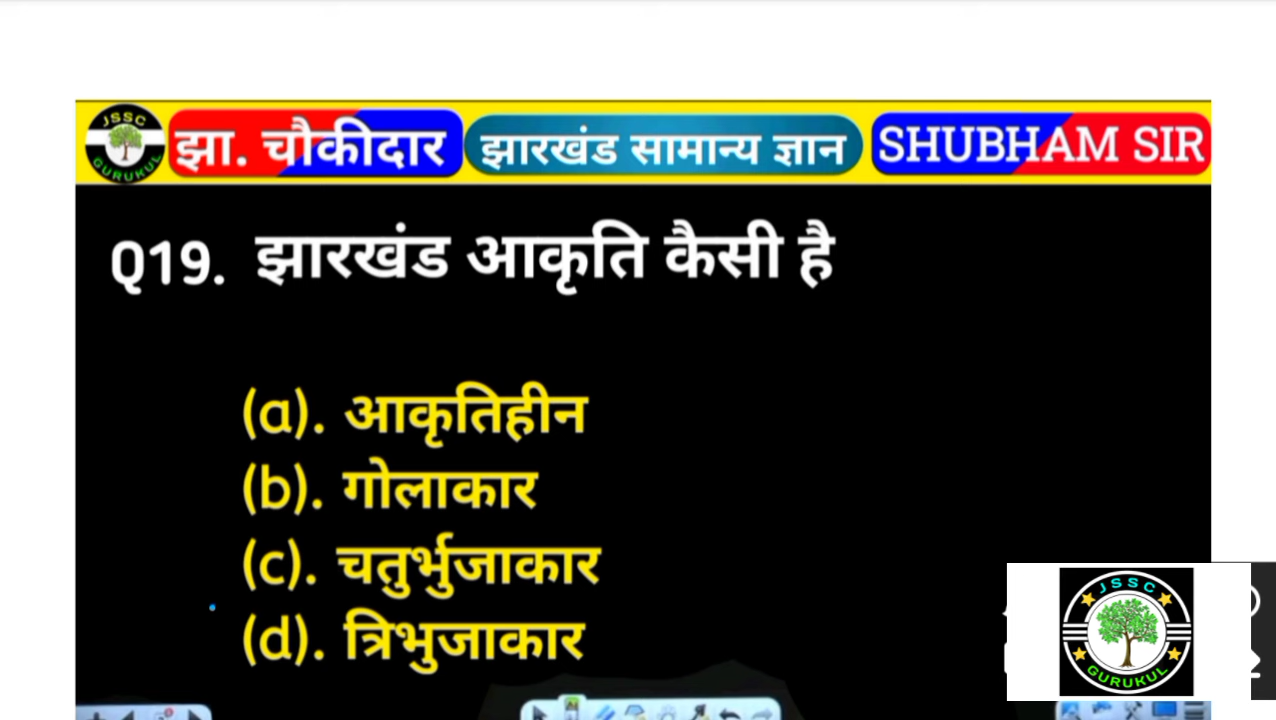 JSSC
GURUKUL
झा. चौकीदार
झारखंड सामान्य ज्ञान
SHUBHAM SIR
Q19. झारखंड आकृति कैसी है
(a). आकृतिहीन
(b). गोलाकार
(c). चतुर्भुजाकार
(d). त्रिभुजाकार
JSSC
GURUKUL